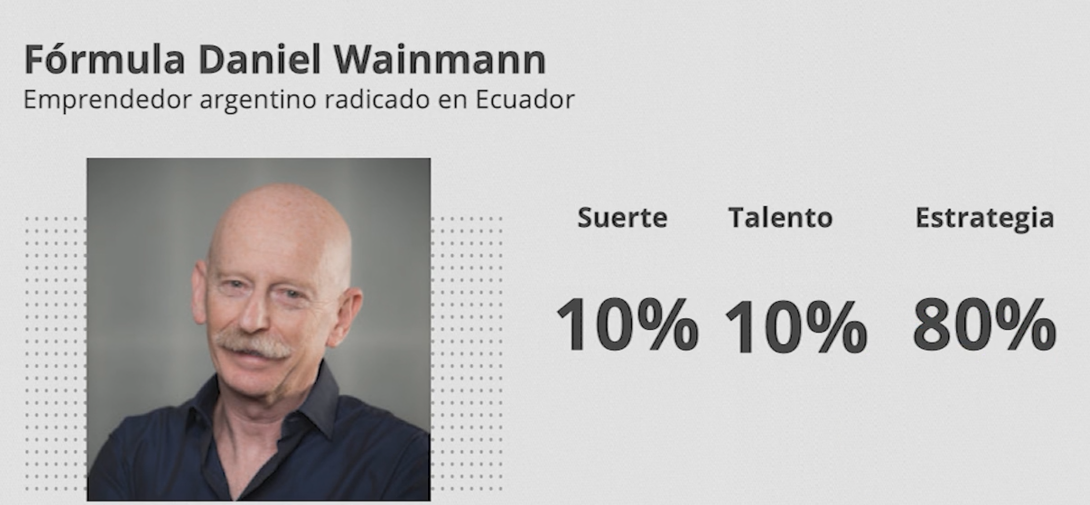 Fórmula Daniel Wainmann
Emprendedor argentino radicado en Ecuador
Suerte Talento Estrategia
10% 10% 80%